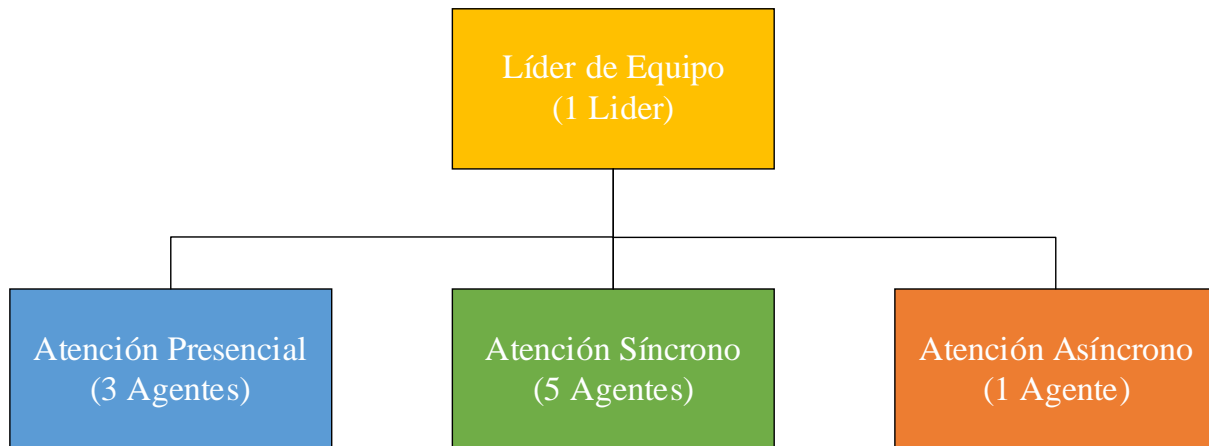 Líder de Equipo
(1 Lider)
Atención Presencial
(3 Agentes)
Atención Síncrono
(5 Agentes)
Atención Asíncrono
(1 Agente)